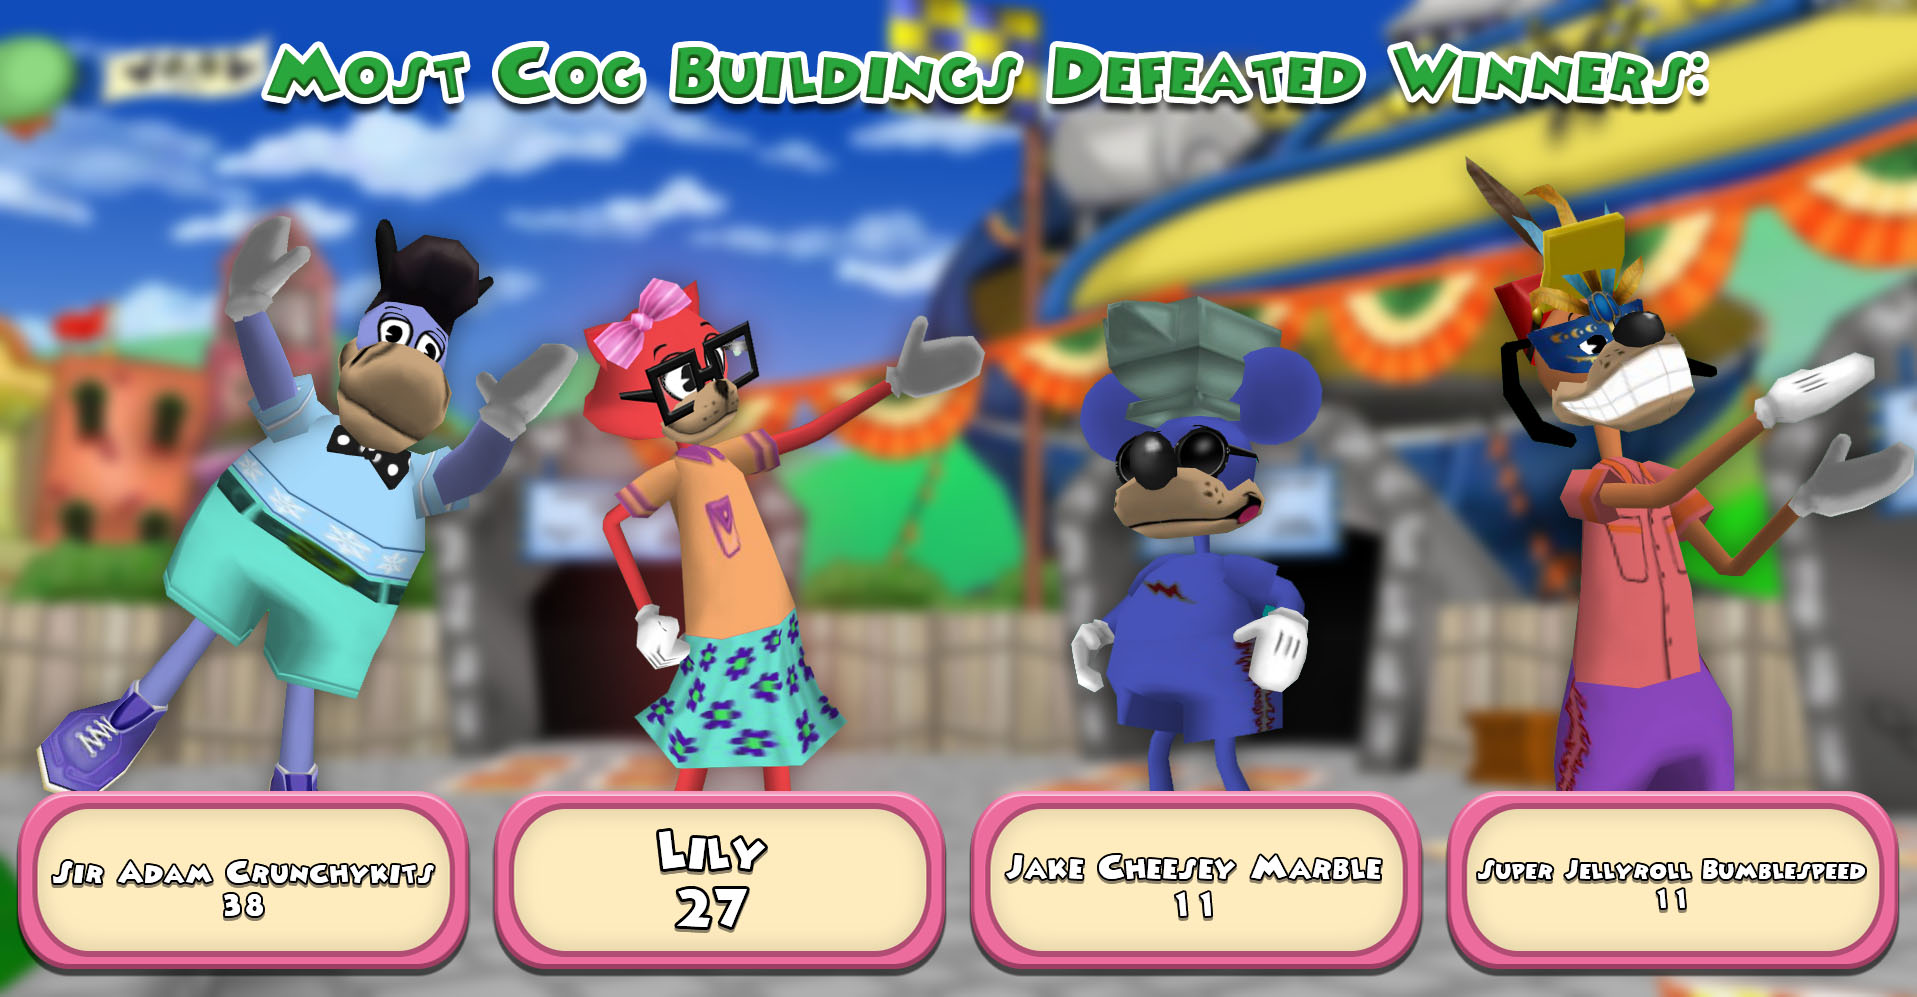 Most Cog Buildings Defeated Winners:
Sir Adam Crunchykits
38
Lily
27
Jake Cheesey Marble
11
Super Jellyroll Bumblespeed
11